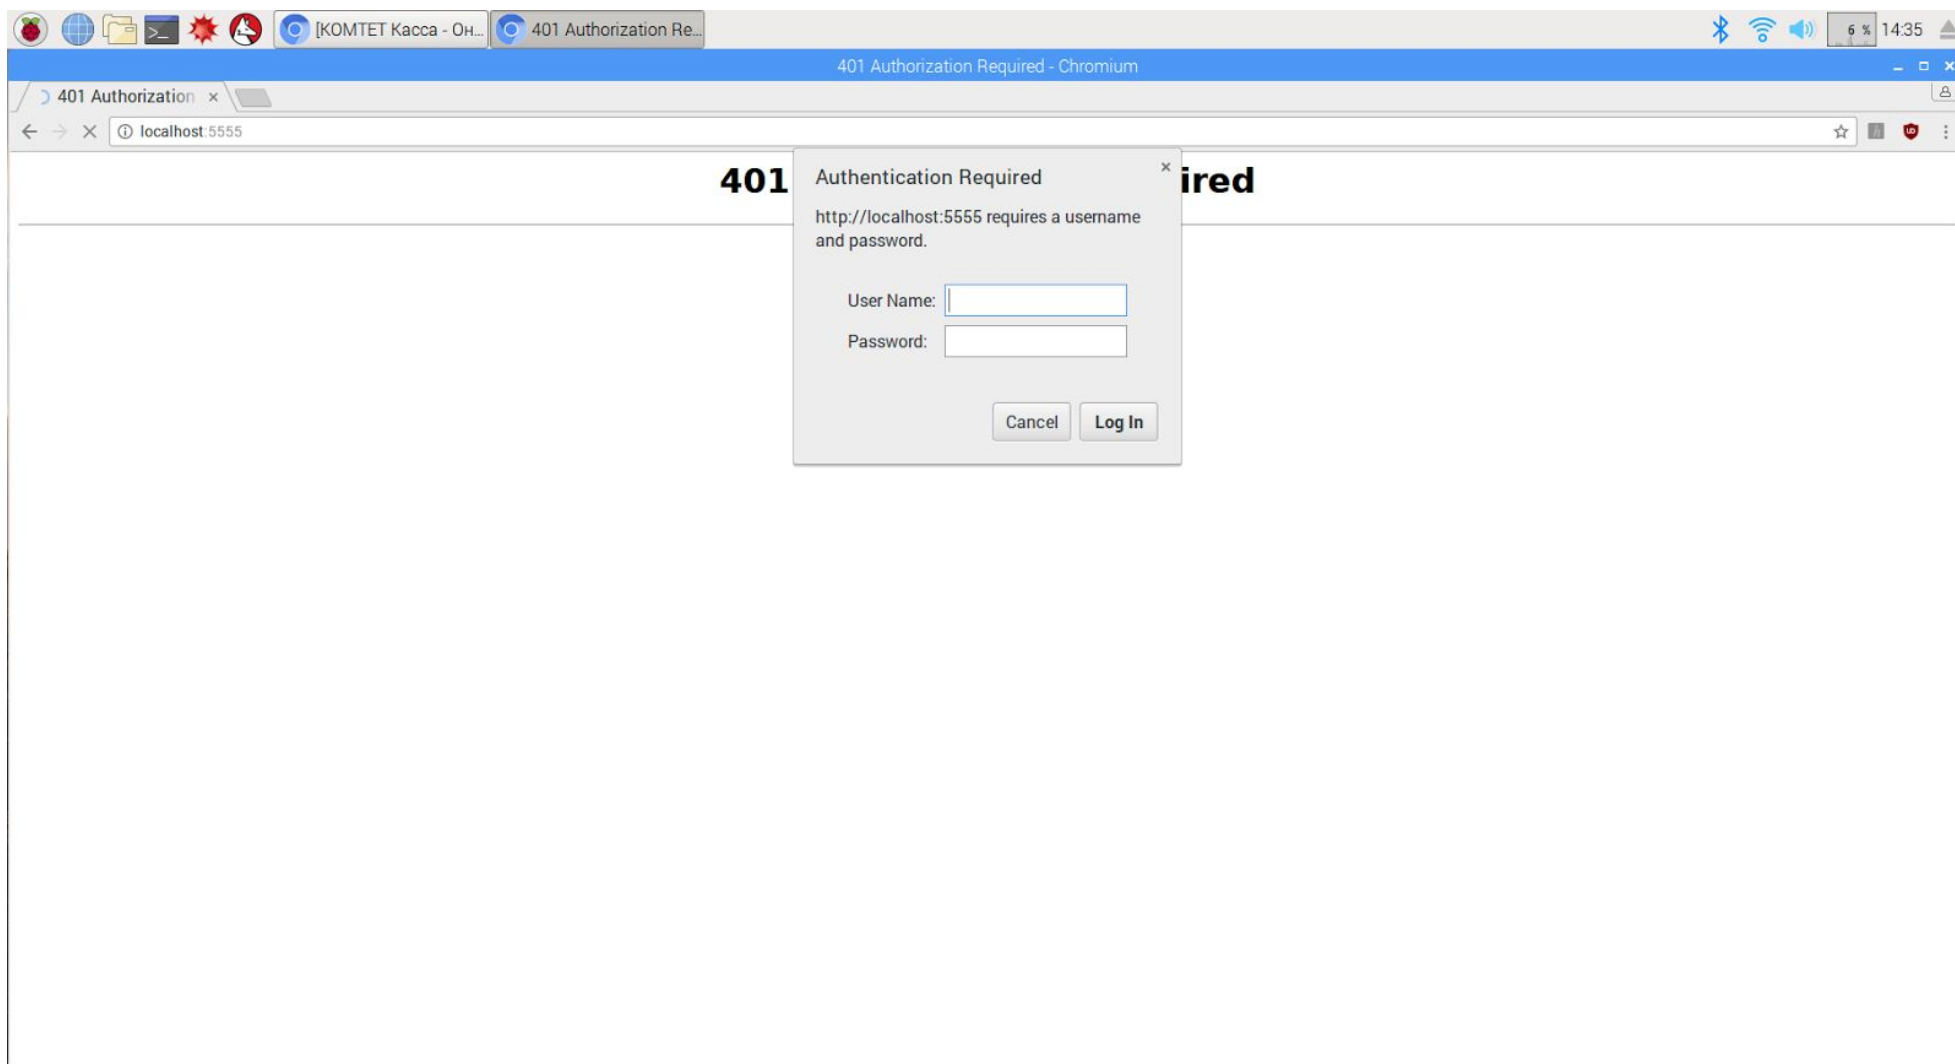 [КОМТЕТ Касса - Он...
401 Authorization Re...
6 %
14:35
401 Authorization Required - Chromium
401 Authorization
localhost:5555
401
ired
Authentication Required
http://localhost:5555 requires a username
and password.
User Name:
Password:
Cancel
Log In